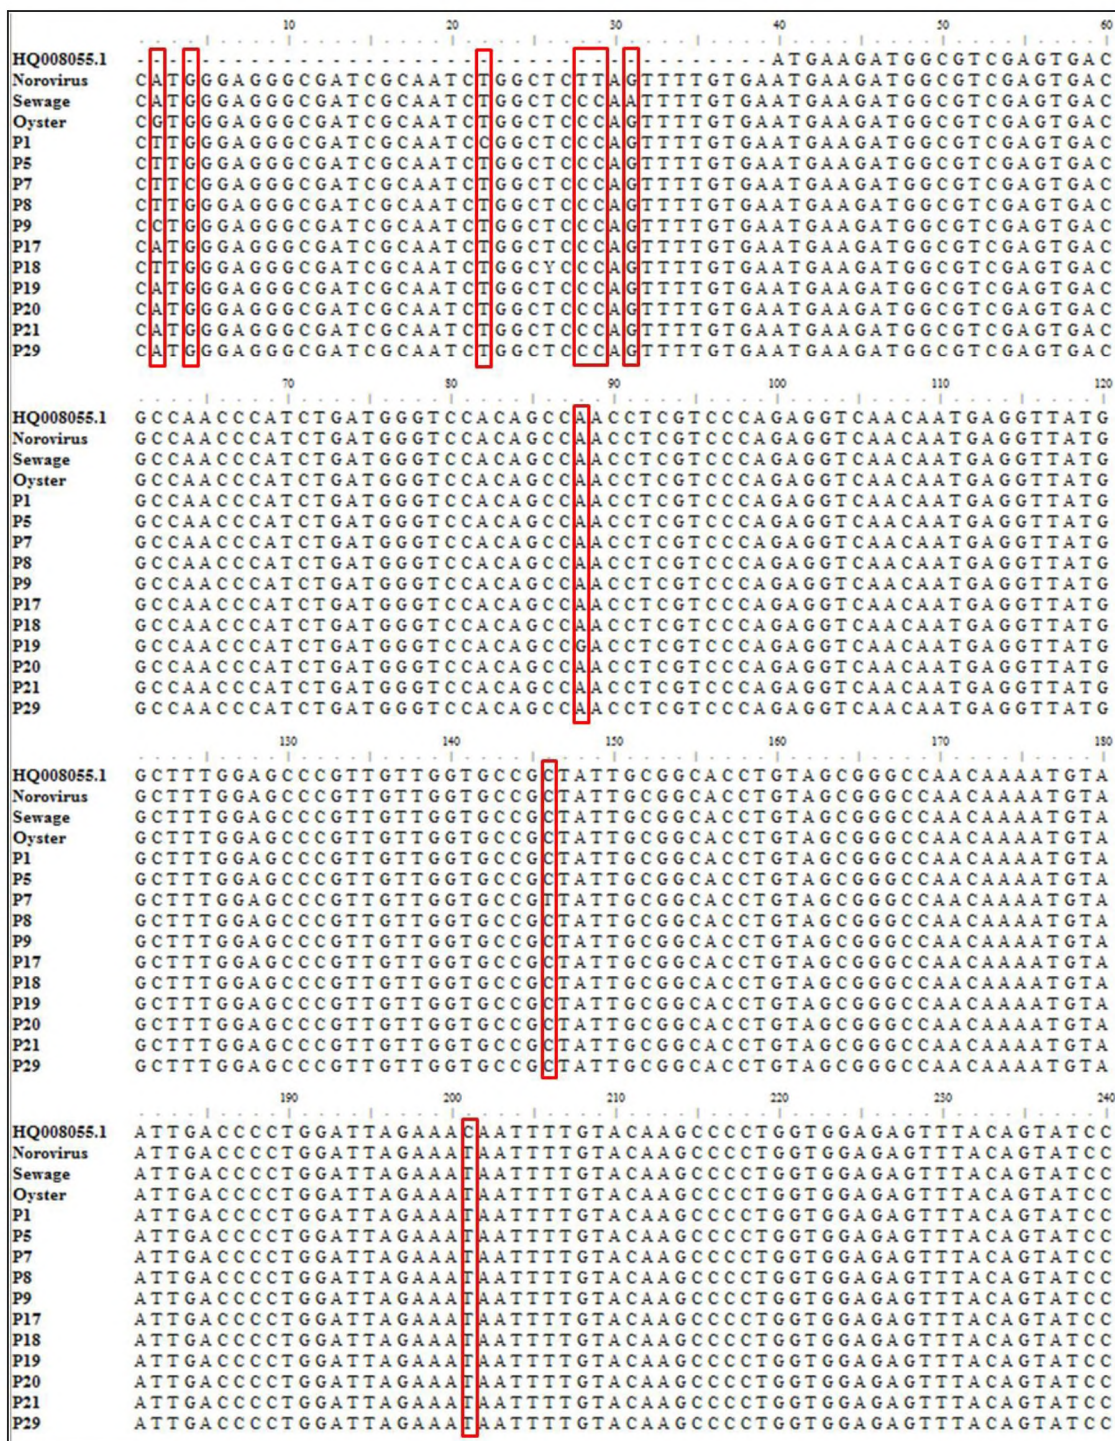 10 20 30 40 50 60
HQ008055.1 ---------------------------------------ATGAAGATGGCGTCGAGTGAC
Norovirus CATGGGAGGGCGATCGCAATCTGGCTCTTAGTTTTGTGAATGAAGATGGCGTCGAGTGAC
Sewage CATGGGAGGGCGATCGCAATCTGGCTCCCAATTTTGTGAATGAAGATGGCGTCGAGTGAC
Oyster CGTGGGAGGGCGATCGCAATCTGGCTCCCAGTTTTGTGAATGAAGATGGCGTCGAGTGAC
P1 CTTGGGAGGGCGATCGCAATCCGGCTCCCAGTTTTGTGAATGAAGATGGCGTCGAGTGAC
P5 CTTGGGAGGGCGATCGCAATCTGGCTCCCAGTTTTGTGAATGAAGATGGCGTCGAGTGAC
P7 CTTCGGAGGGCGATCGCAATCTGGCTCCCAGTTTTGTGAATGAAGATGGCGTCGAGTGAC
P8 CTTGGGAGGGCGATCGCAATCTGGCTCCCAGTTTTGTGAATGAAGATGGCGTCGAGTGAC
P9 CCTGGGAGGGCGATCGCAATCTGGCTCCCAGTTTTGTGAATGAAGATGGCGTCGAGTGAC
P17 CATGGGAGGGCGATCGCAATCTGGCTCCCAGTTTTGTGAATGAAGATGGCGTCGAGTGAC
P18 CTTGGGAGGGCGATCGCAATCTGGCYCCCAGTTTTGTGAATGAAGATGGCGTCGAGTGAC
P19 CATGGGAGGGCGATCGCAATCTGGCTCCCAGTTTTGTGAATGAAGATGGCGTCGAGTGAC
P20 CATGGGAGGGCGATCGCAATCTGGCTCCCAGTTTTGTGAATGAAGATGGCGTCGAGTGAC
P21 CATGGGAGGGCGATCGCAATCTGGCTCCCAGTTTTGTGAATGAAGATGGCGTCGAGTGAC
P29 CATGGGAGGGCGATCGCAATCTGGCTCCCAGTTTTGTGAATGAAGATGGCGTCGAGTGAC
70 80 90 100 110 120
HQ008055.1 GCCAACCCATCTGATGGGTCCACAGCCAACCTCGTCCCAGAGGTCAACAATGAGGTTATG
Norovirus GCCAACCCATCTGATGGGTCCACAGCCAACCTCGTCCCAGAGGTCAACAATGAGGTTATG
Sewage GCCAACCCATCTGATGGGTCCACAGCCAACCTCGTCCCAGAGGTCAACAATGAGGTTATG
Oyster GCCAACCCATCTGATGGGTCCACAGCCAACCTCGTCCCAGAGGTCAACAATGAGGTTATG
P1 GCCAACCCATCTGATGGGTCCACAGCCAACCTCGTCCCAGAGGTCAACAATGAGGTTATG
P5 GCCAACCCATCTGATGGGTCCACAGCCAACCTCGTCCCAGAGGTCAACAATGAGGTTATG
P7 GCCAACCCATCTGATGGGTCCACAGCCAACCTCGTCCCAGAGGTCAACAATGAGGTTATG
P8 GCCAACCCATCTGATGGGTCCACAGCCAACCTCGTCCCAGAGGTCAACAATGAGGTTATG
P9 GCCAACCCATCTGATGGGTCCACAGCCAACCTCGTCCCAGAGGTCAACAATGAGGTTATG
P17 GCCAACCCATCTGATGGGTCCACAGCCAACCTCGTCCCAGAGGTCAACAATGAGGTTATG
P18 GCCAACCCATCTGATGGGTCCACAGCCAACCTCGTCCCAGAGGTCAACAATGAGGTTATG
P19 GCCAACCCATCTGATGGGTCCACAGCCGACCTCGTCCCAGAGGTCAACAATGAGGTTATG
P20 GCCAACCCATCTGATGGGTCCACAGCCAACCTCGTCCCAGAGGTCAACAATGAGGTTATG
P21 GCCAACCCATCTGATGGGTCCACAGCCAACCTCGTCCCAGAGGTCAACAATGAGGTTATG
P29 GCCAACCCATCTGATGGGTCCACAGCCAACCTCGTCCCAGAGGTCAACAATGAGGTTATG
130 140 150 160 170 180
HQ008055.1 GCTTTGGAGCCCGTTGTTGGTGCCGCTATTGCGGCACCTGTAGCGGGCCAACAAAATGTA
Norovirus GCTTTGGAGCCCGTTGTTGGTGCCGCTATTGCGGCACCTGTAGCGGGCCAACAAAATGTA
Sewage GCTTTGGAGCCCGTTGTTGGTGCCGCTATTGCGGCACCTGTAGCGGGCCAACAAAATGTA
Oyster GCTTTGGAGCCCGTTGTTGGTGCCGCTATTGCGGCACCTGTAGCGGGCCAACAAAATGTA
P1 GCTTTGGAGCCCGTTGTTGGTGCCGCTATTGCGGCACCTGTAGCGGGCCAACAAAATGTA
P5 GCTTTGGAGCCCGTTGTTGGTGCCGCTATTGCGGCACCTGTAGCGGGCCAACAAAATGTA
P7 GCTTTGGAGCCCGTTGTTGGTGCCGTTATTGCGGCACCTGTAGCGGGCCAACAAAATGTA
P8 GCTTTGGAGCCCGTTGTTGGTGCCGCTATTGCGGCACCTGTAGCGGGCCAACAAAATGTA
P9 GCTTTGGAGCCCGTTGTTGGTGCCGCTATTGCGGCACCTGTAGCGGGCCAACAAAATGTA
P17 GCTTTGGAGCCCGTTGTTGGTGCCGCTATTGCGGCACCTGTAGCGGGCCAACAAAATGTA
P18 GCTTTGGAGCCCGTTGTTGGTGCCGCTATTGCGGCACCTGTAGCGGGCCAACAAAATGTA
P19 GCTTTGGAGCCCGTTGTTGGTGCCGCTATTGCGGCACCTGTAGCGGGCCAACAAAATGTA
P20 GCTTTGGAGCCCGTTGTTGGTGCCGCTATTGCGGCACCTGTAGCGGGCCAACAAAATGTA
P21 GCTTTGGAGCCCGTTGTTGGTGCCGCTATTGCGGCACCTGTAGCGGGCCAACAAAATGTA
P29 GCTTTGGAGCCCGTTGTTGGTGCCGCTATTGCGGCACCTGTAGCGGGCCAACAAAATGTA
190 200 210 220 230 240
HQ008055.1 ATTGACCCCTGGATTAGAAACAATTTTGTACAAGCCCCTGGTGGAGAGTTTACAGTATCC
Norovirus ATTGACCCCTGGATTAGAAATAATTTTGTACAAGCCCCTGGTGGAGAGTTTACAGTATCC
Sewage ATTGACCCCTGGATTAGAAATAATTTTGTACAAGCCCCTGGTGGAGAGTTTACAGTATCC
Oyster ATTGACCCCTGGATTAGAAATAATTTTGTACAAGCCCCTGGTGGAGAGTTTACAGTATCC
P1 ATTGACCCCTGGATTAGAAATAATTTTGTACAAGCCCCTGGTGGAGAGTTTACAGTATCC
P5 ATTGACCCCTGGATTAGAAATAATTTTGTACAAGCCCCTGGTGGAGAGTTTACAGTATCC
P7 ATTGACCCCTGGATTAGAAATAATTTTGTACAAGCCCCTGGTGGAGAGTTTACAGTATCC
P8 ATTGACCCCTGGATTAGAAATAATTTTGTACAAGCCCCTGGTGGAGAGTTTACAGTATCC
P9 ATTGACCCCTGGATTAGAAATAATTTTGTACAAGCCCCTGGTGGAGAGTTTACAGTATCC
P17 ATTGACCCCTGGATTAGAAATAATTTTGTACAAGCCCCTGGTGGAGAGTTTACAGTATCC
P18 ATTGACCCCTGGATTAGAAATAATTTTGTACAAGCCCCTGGTGGAGAGTTTACAGTATCC
P19 ATTGACCCCTGGATTAGAAATAATTTTGTACAAGCCCCTGGTGGAGAGTTTACAGTATCC
P20 ATTGACCCCTGGATTAGAAATAATTTTGTACAAGCCCCTGGTGGAGAGTTTACAGTATCC
P21 ATTGACCCCTGGATTAGAAATAATTTTGTACAAGCCCCTGGTGGAGAGTTTACAGTATCC
P29 ATTGACCCCTGGATTAGAAATAATTTTGTACAAGCCCCTGGTGGAGAGTTTACAGTATCC